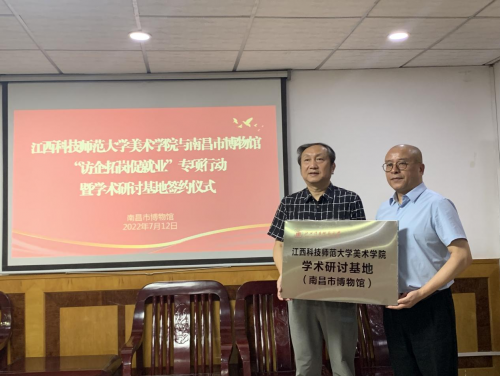 江西科技师范大学美术学院与南昌市博物馆
“访企拓岗促就业”专项行动
暨学术研讨基地签约仪式
南昌市博物馆
2022年7月12日
江西科技师范大学美术学院
学术研讨基地
（南昌市博物馆）